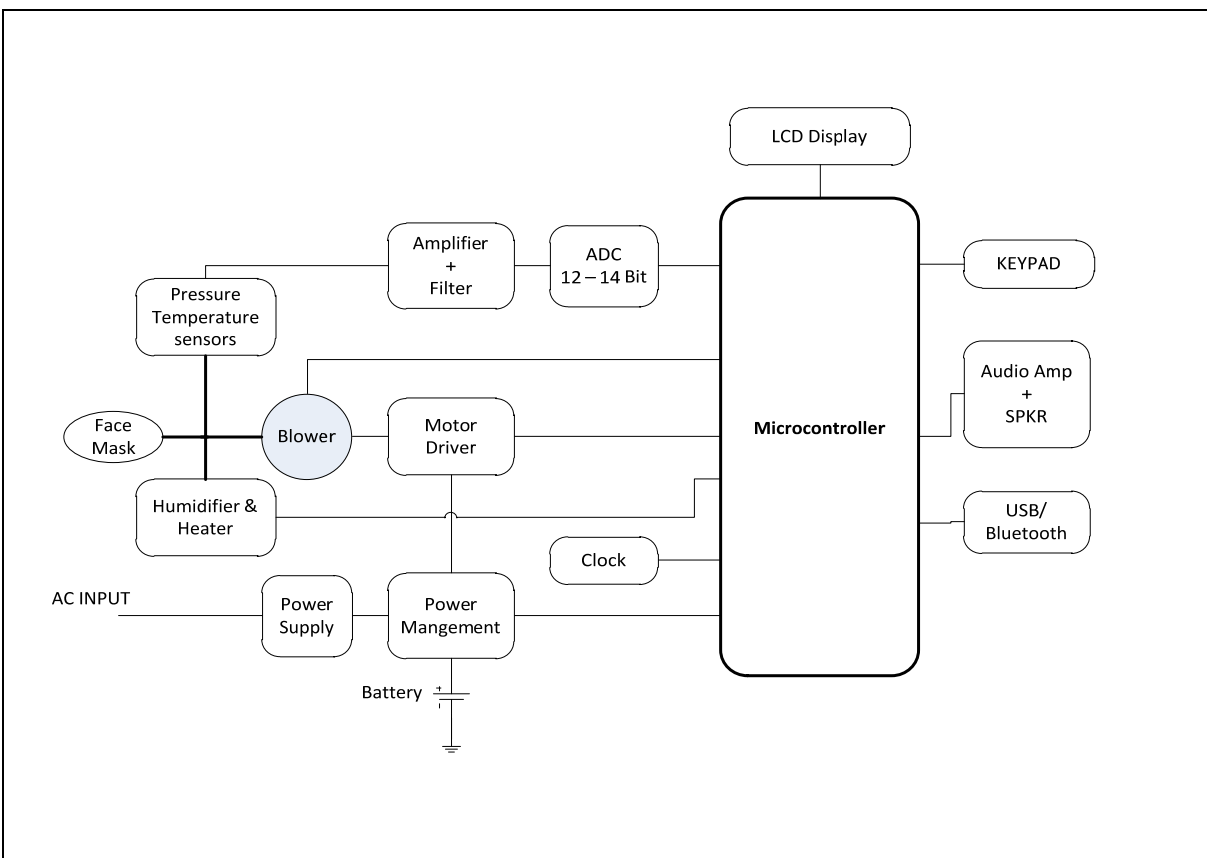 LCD Display
Amplifier
+
Filter
ADC
12 – 14 Bit
KEYPAD
Pressure
Temperature
sensors
Audio Amp
+
SPKR
Face
Mask
Blower
Motor
Driver
Microcontroller
Humidifier &
Heater
USB/
Bluetooth
Clock
AC INPUT
Power
Supply
Power
Mangement
Battery
+
-